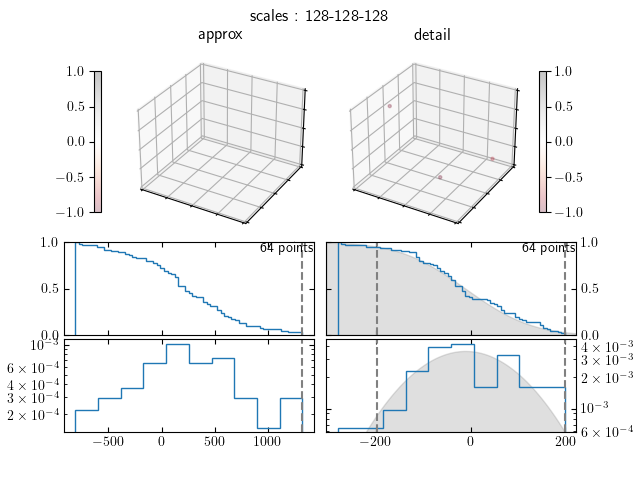 scales : 128-128-128
approx
detail
1.0
0.5
0.0
−0.5
−1.0
1.0
0.5
0.0
−0.5
−1.0
1.0
0.5
0.0
64 points
64 points
1.0
0.5
0.0
10⁻³
6 × 10⁻⁴
4 × 10⁻⁴
3 × 10⁻⁴
2 × 10⁻⁴
4 × 10⁻³
3 × 10⁻³
2 × 10⁻³
10⁻³
6 × 10⁻⁴
−500 0 500 1000
−200 0 200